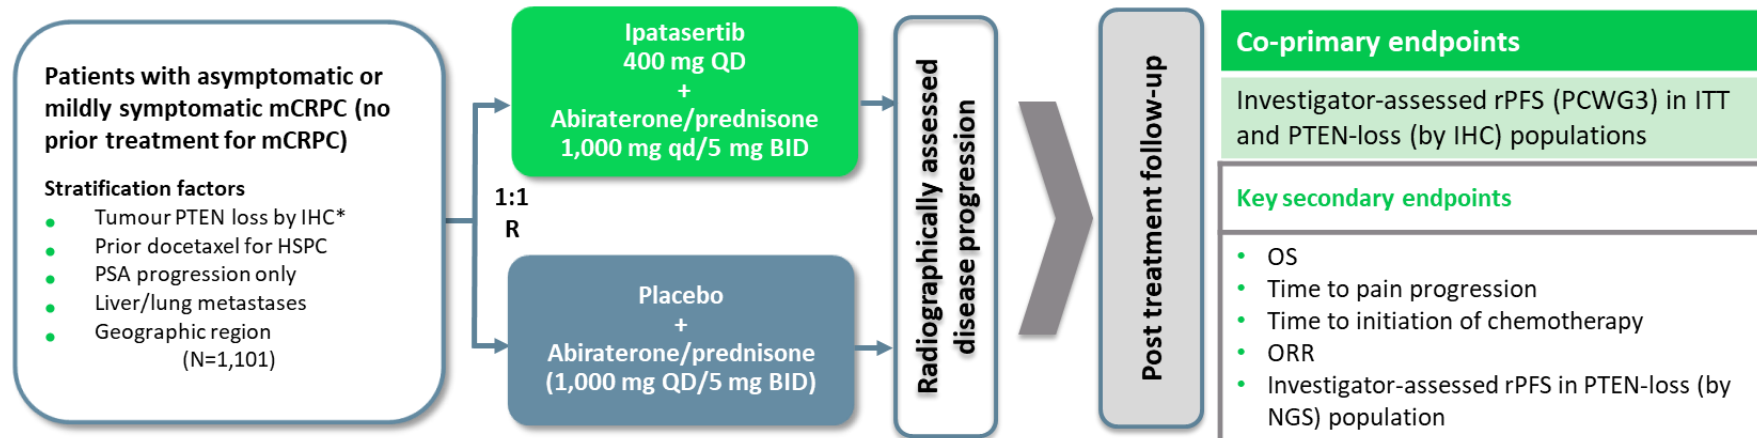 Patients with asymptomatic or
mildly symptomatic mCRPC (no
prior treatment for mCRPC)
Stratification factors
• Tumour PTEN loss by IHC*
• Prior docetaxel for HSPC
• PSA progression only
• Liver/lung metastases
• Geographic region
(N=1,101)
1:1
R
Ipatasertib
400 mg QD
+
Abiraterone/prednisone
1,000 mg qd/5 mg BID
Placebo
+
Abiraterone/prednisone
(1,000 mg QD/5 mg BID)
Radiographically assessed
disease progression
Post treatment follow-up
Co-primary endpoints
Investigator-assessed rPFS (PCWG3) in ITT
and PTEN-loss (by IHC) populations
Key secondary endpoints
• OS
• Time to pain progression
• Time to initiation of chemotherapy
• ORR
• Investigator-assessed rPFS in PTEN-loss (by
NGS) population